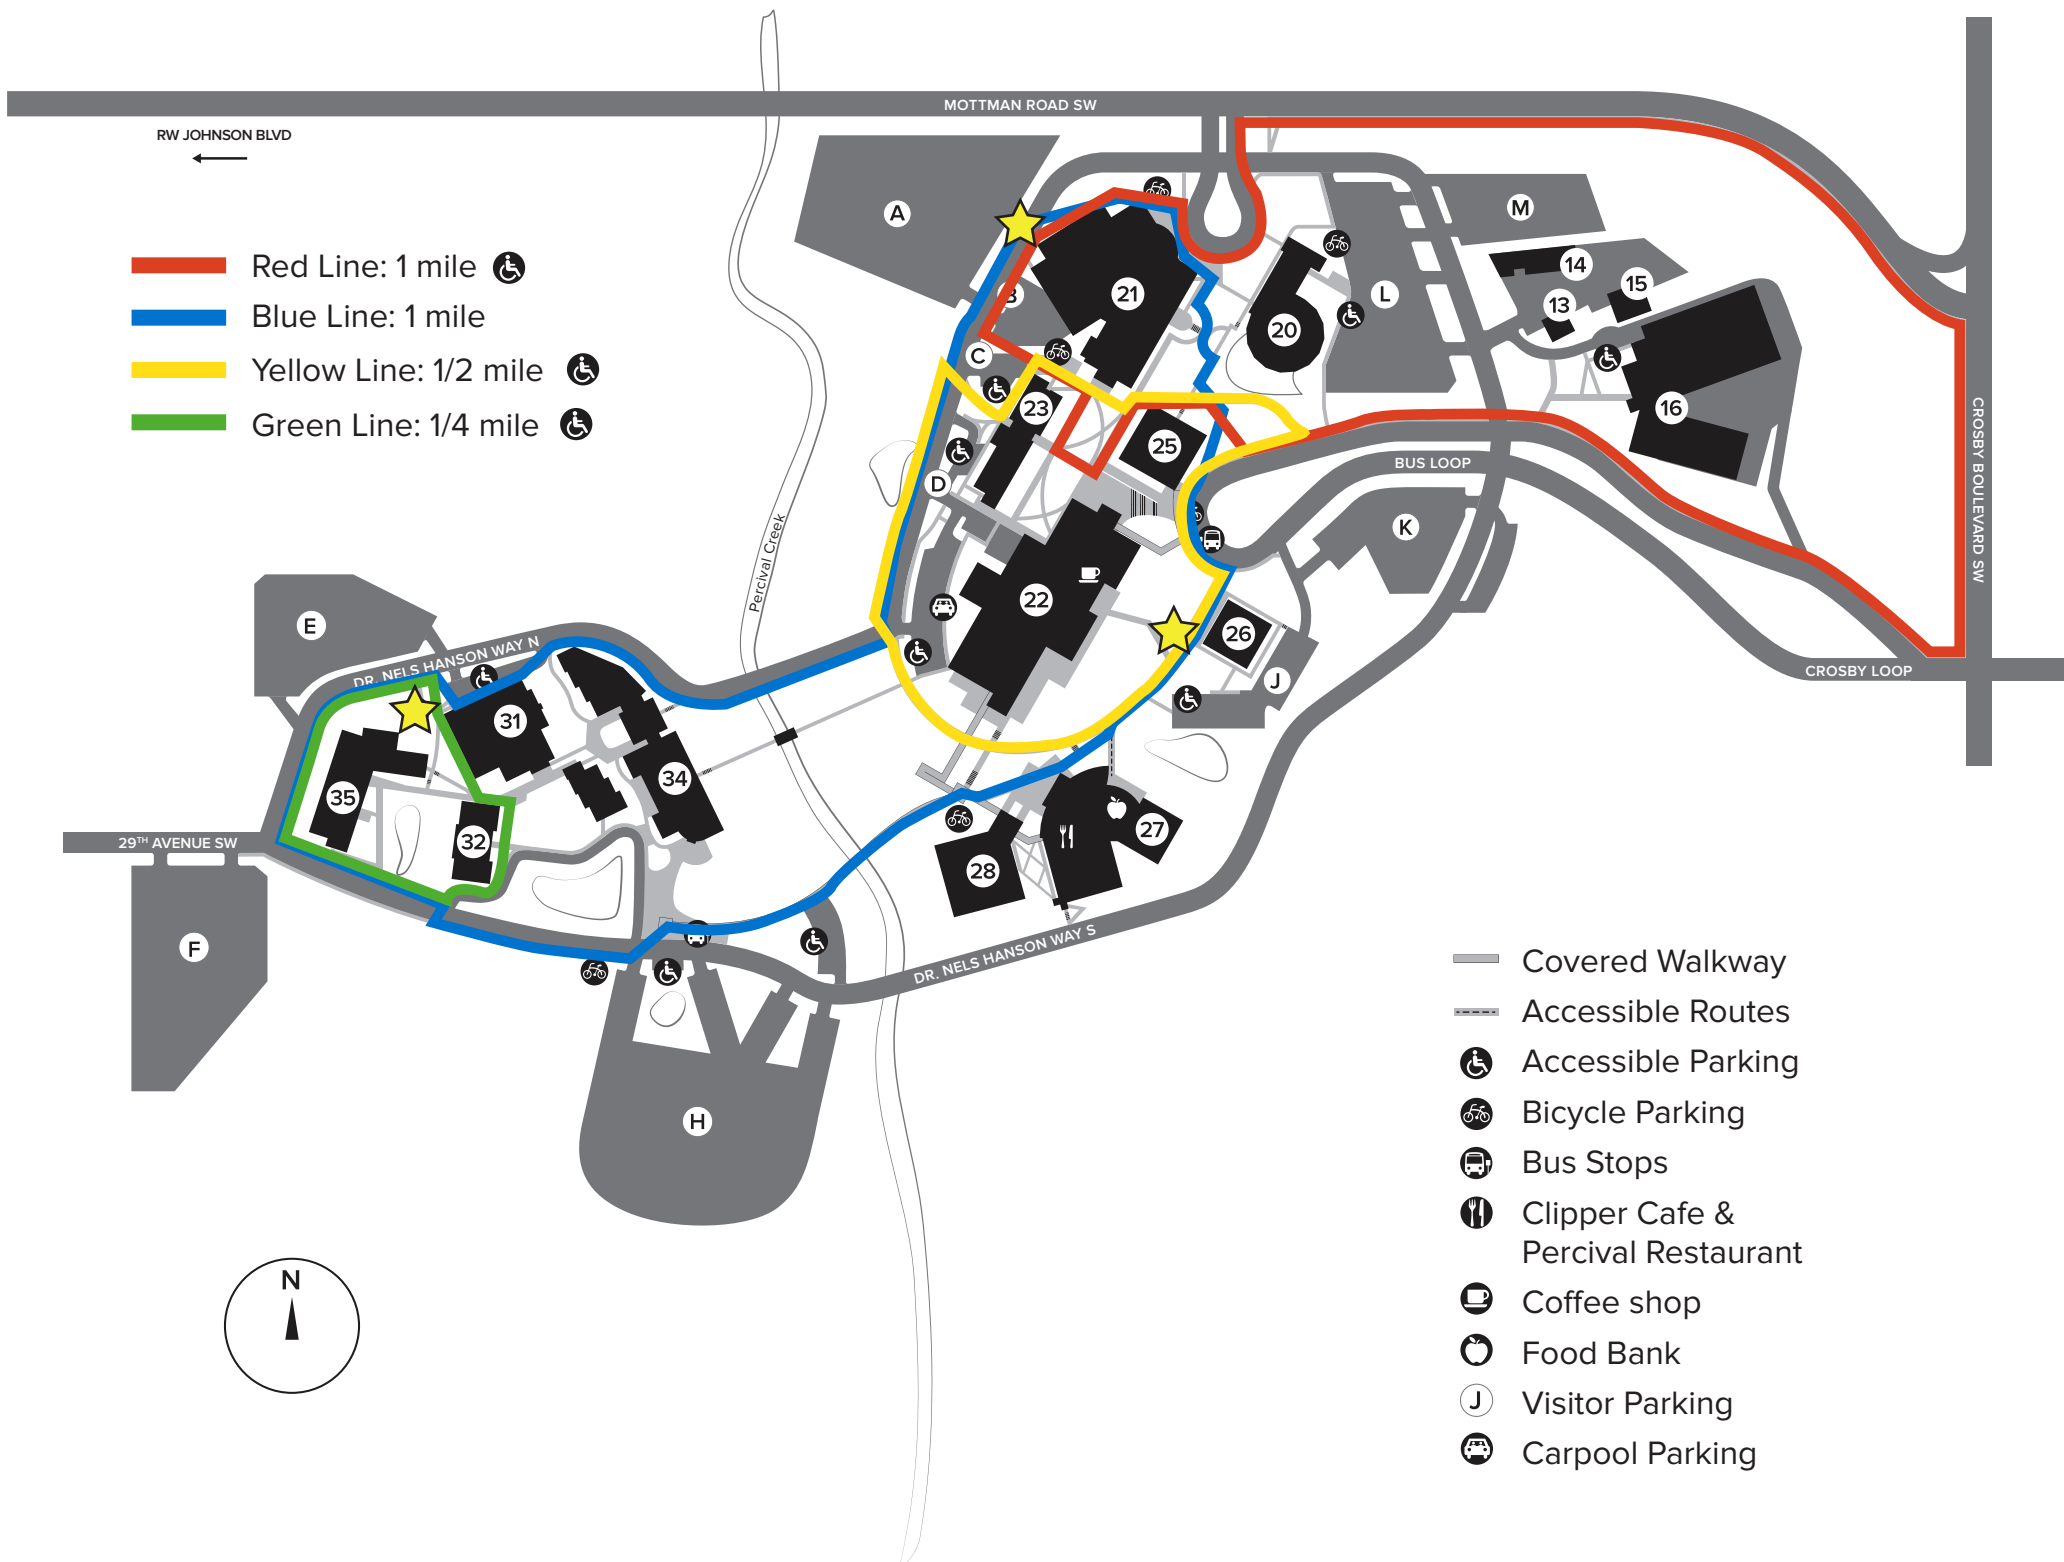 MOTTMAN ROAD SW
RW JOHNSON BLVD
Red Line: 1 mile
Blue Line: 1 mile
Yellow Line: 1/2 mile
Green Line: 1/4 mile
A
M
14
15
13
B
21
L
20
C
23
16
25
CROSBY BOULEVARD SW
BUS LOOP
D
K
Percival Creek
22
E
26
DR. NELS HANSON WAY N
CROSBY LOOP
J
31
34
35
32
27
29TH AVENUE SW
28
F
DR. NELS HANSON WAY S
H
N
Covered Walkway
Accessible Routes
Accessible Parking
Bicycle Parking
Bus Stops
Clipper Cafe &
Percival Restaurant
Coffee shop
Food Bank
J Visitor Parking
Carpool Parking